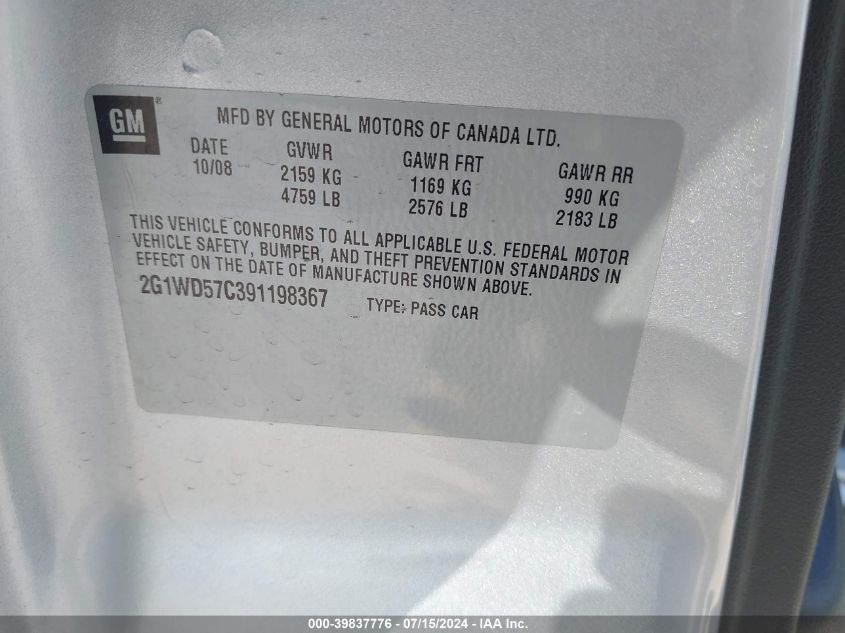 GM ®
MFD BY GENERAL MOTORS OF CANADA LTD.
DATE GVWR GAWR FRT GAWR RR
10/08 2159 KG 1169 KG 990 KG
4759 LB 2576 LB 2183 LB
THIS VEHICLE CONFORMS TO ALL APPLICABLE U.S. FEDERAL MOTOR
VEHICLE SAFETY, BUMPER, AND THEFT PREVENTION STANDARDS IN
EFFECT ON THE DATE OF MANUFACTURE SHOWN ABOVE.
2G1WD57C391198367 TYPE: PASS CAR
000-39837776 - 07/15/2024 - IAA Inc.